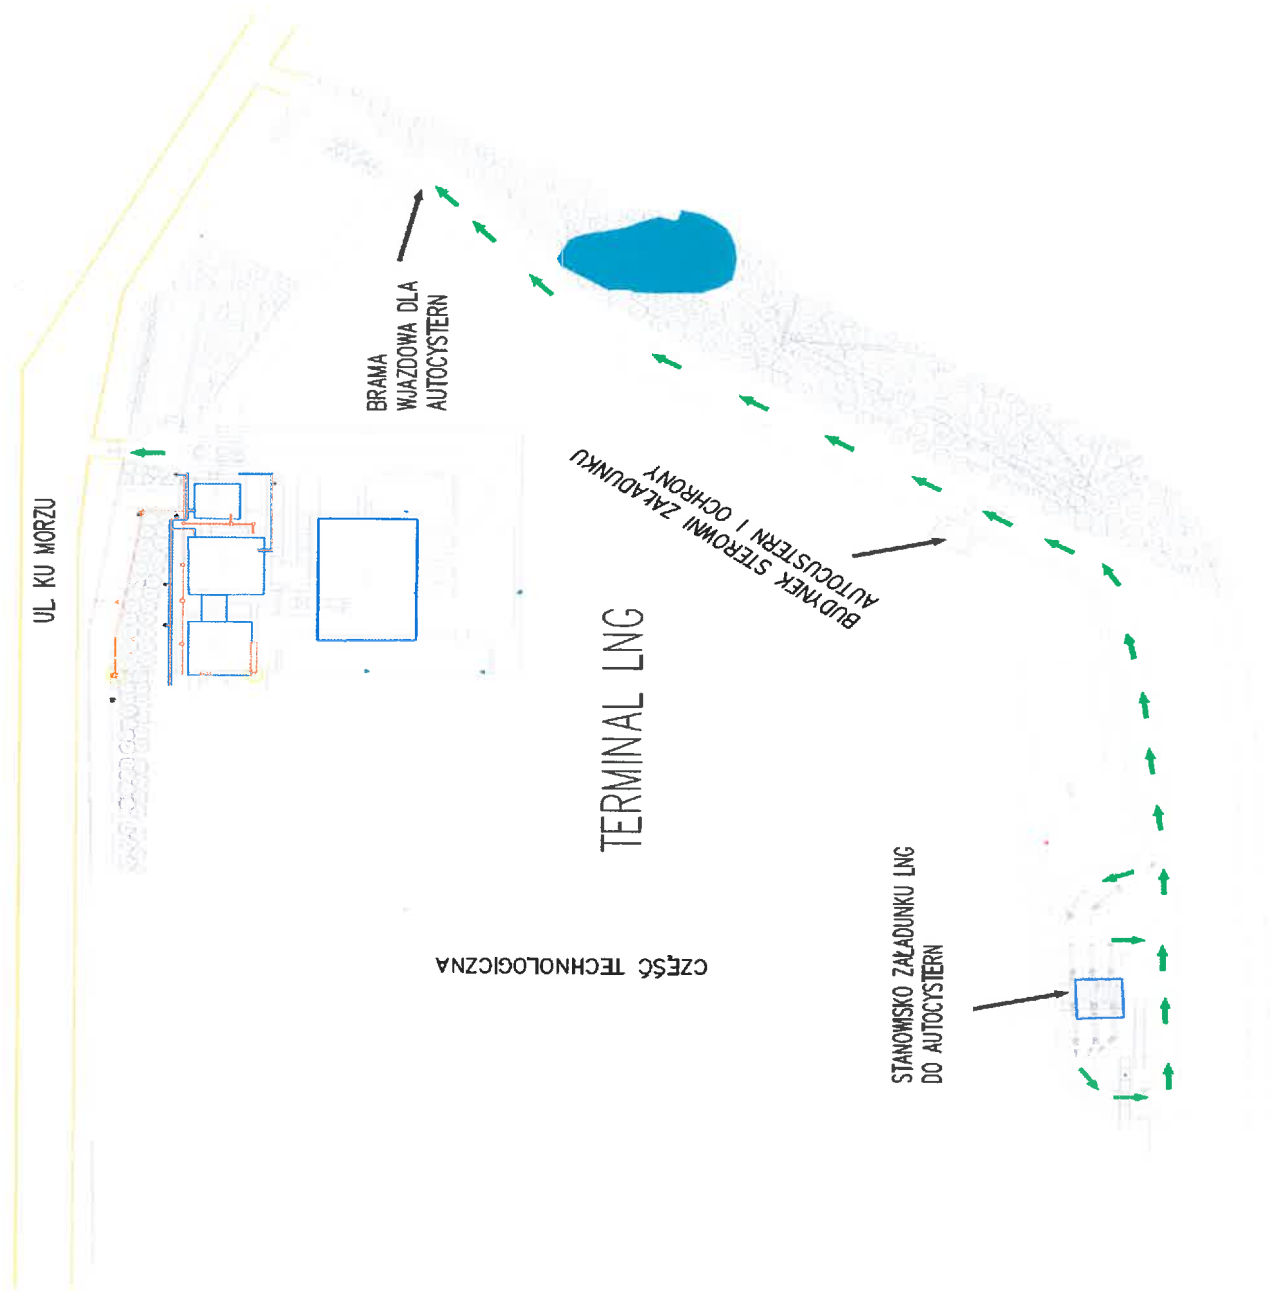 UL. KU MORZU
BRAMA
WJAZDOWA DLA
AUTOCYSTERN
BUDYNEK STEROWNI ZAŁADUNKU
AUTOCUSTERN I OCHRONY
TERMINAL LNG
CZĘŚĆ TECHNOLOGICZNA
STANOWISKO ZAŁADUNKU LNG
DO AUTOCYSTERN